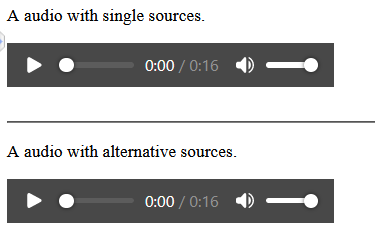 A audio with single sources.
0:00 / 0:16
A audio with alternative sources.
0:00 / 0:16